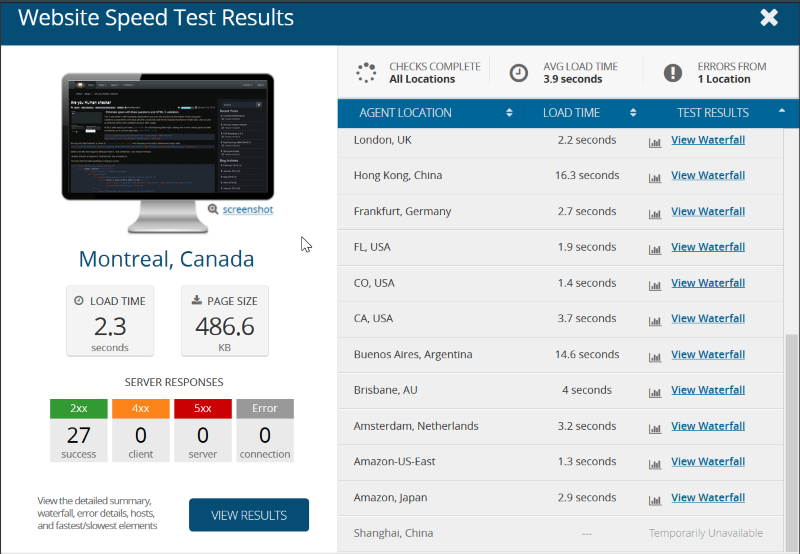 Website Speed Test Results
Are you Human checker
screenshot
Montreal, Canada
LOAD TIME
2.3
seconds
PAGE SIZE
486.6
KB
SERVER RESPONSES
2xx 4xx 5xx Error
27 0 0 0
success client server connection
View the detailed summary,
waterfall, error details, hosts,
and fastest/slowest elements
VIEW RESULTS
CHECKS COMPLETE
All Locations
AVG LOAD TIME
3.9 seconds
ERRORS FROM
1 Location
AGENT LOCATION LOAD TIME TEST RESULTS
London, UK 2.2 seconds View Waterfall
Hong Kong, China 16.3 seconds View Waterfall
Frankfurt, Germany 2.7 seconds View Waterfall
FL, USA 1.9 seconds View Waterfall
CO, USA 1.4 seconds View Waterfall
CA, USA 3.7 seconds View Waterfall
Buenos Aires, Argentina 14.6 seconds View Waterfall
Brisbane, AU 4 seconds View Waterfall
Amsterdam, Netherlands 3.2 seconds View Waterfall
Amazon-US-East 1.3 seconds View Waterfall
Amazon, Japan 2.9 seconds View Waterfall
Shanghai, China --- Temporarily Unavailable